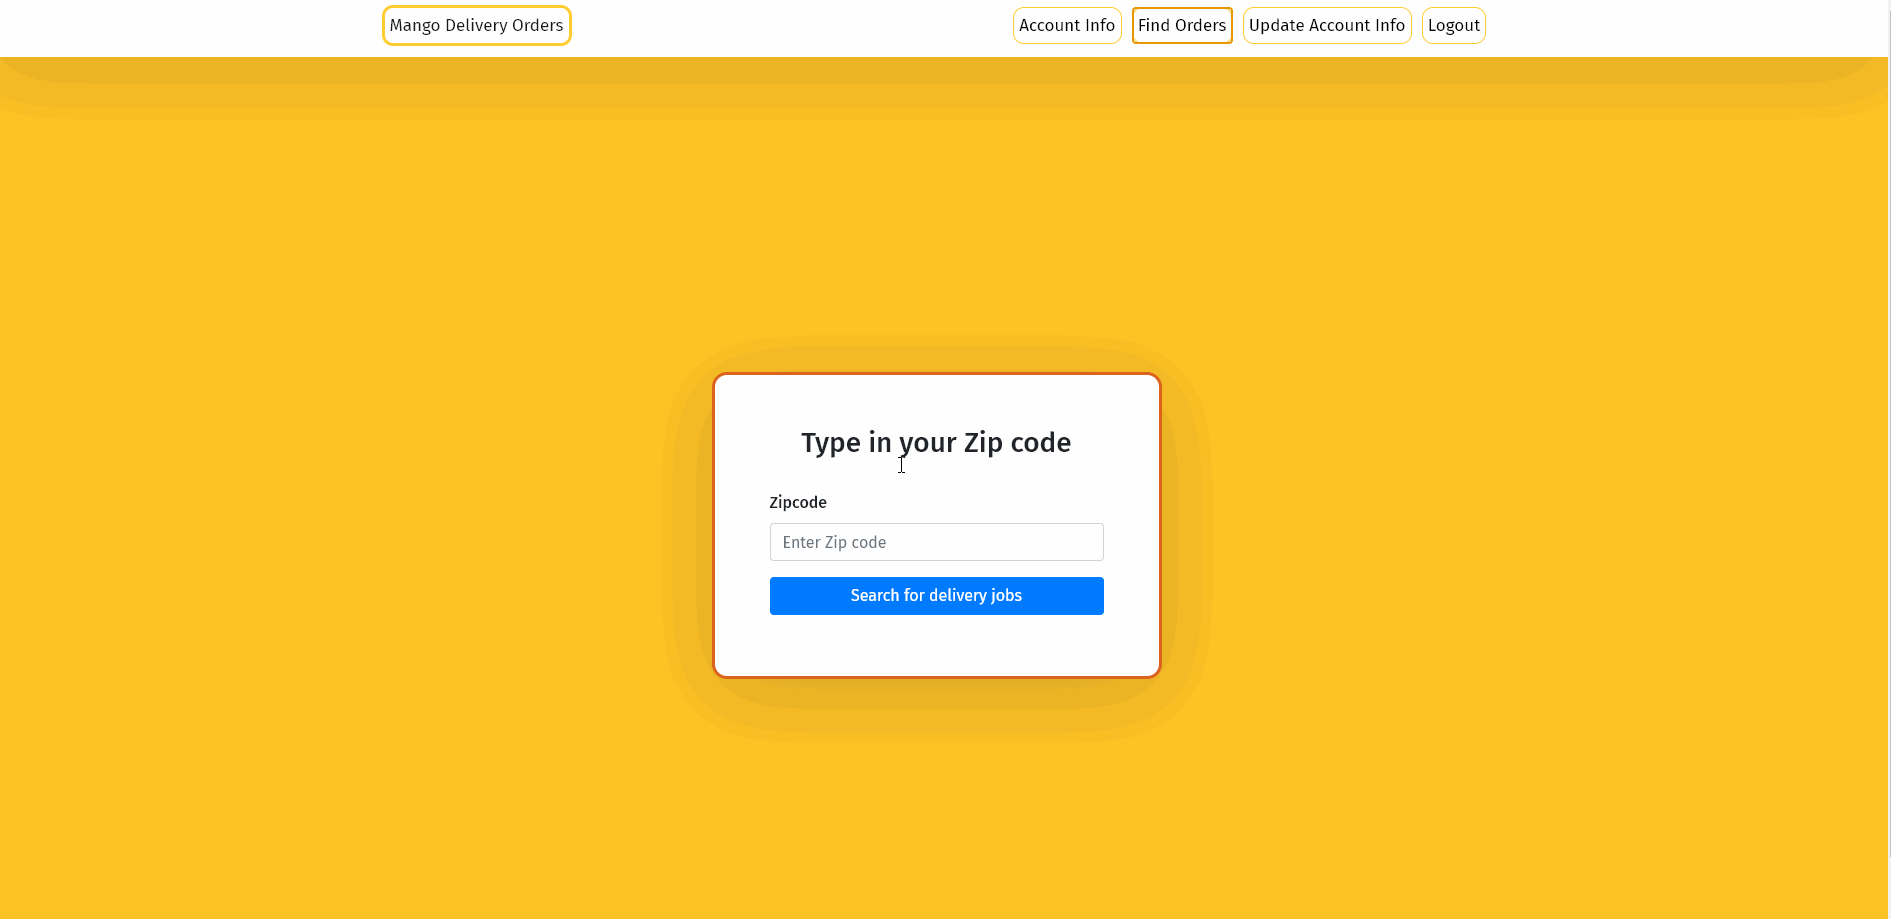 Mango Delivery Orders Account Info Find Orders Update Account Info Logout
Type in your Zip code
Zipcode
Enter Zip code
Search for delivery jobs